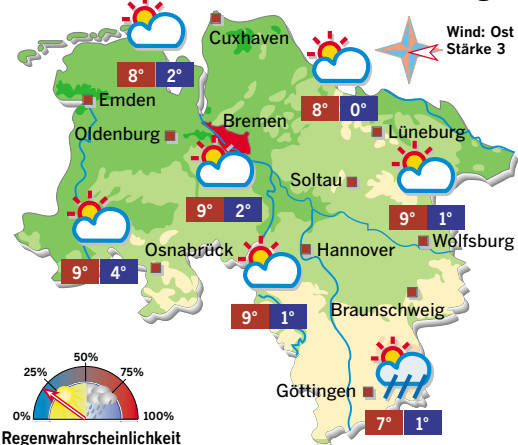 Cuxhaven
Wind: Ost
Stärke 3
8° 2°
Emden
8° 0°
Bremen
Oldenburg
Lüneburg
Soltau
9° 2°
9° 1°
Wolfsburg
Osnabrück
Hannover
9° 4°
9° 1°
Braunschweig
Göttingen
7° 1°
50%
25% 75%
0% 100%
Regenwahrscheinlichkeit